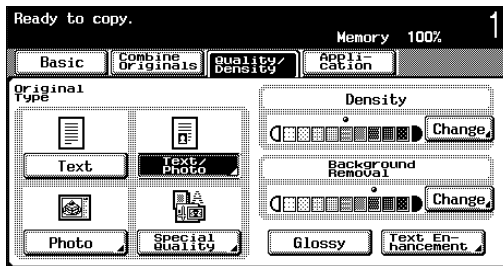 Ready to copy.
Memory 100%
1
Basic
Combine
Originals
Quality/
Density
Appli-
cation
Original
Type
Text
Text/
Photo
Photo
Special
Quality
Density
Change
Background
Removal
Change
Glossy
Text En-
hancement